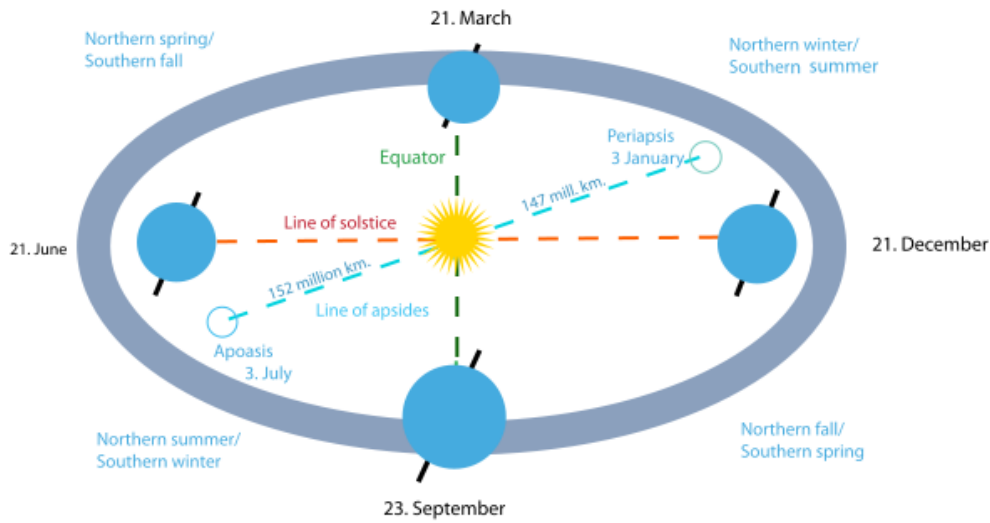 21. March
Northern spring/
Southern fall
Northern winter/
Southern summer
Periapsis
3 January
Equator
147 mill. km.
Line of solstice
21. June
21. December
152 million km.
Line of apsides
Apoasis
3. July
Northern summer/
Southern winter
Northern fall/
Southern spring
23. September